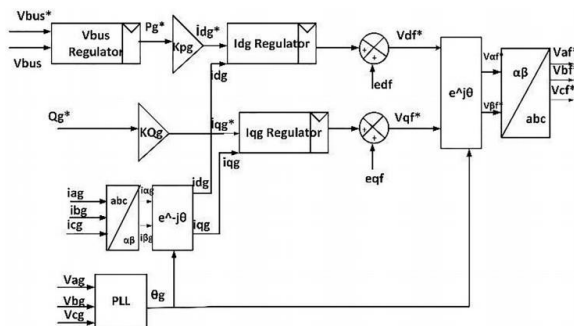 Vbus*
Vbus
Vbus
Regulator
Pg*
Kpg
idg*
Idg Regulator
idg
Vdf*
edf
Qg*
KQg
iqg*
iqg
Iqg Regulator
Vqf*
eqf
e^jθ
Vαf*
Vβf*
αβ
abc
Vaf*
Vbf*
Vcf*
iag
ibg
icg
abc
αβ
iαg
iβg
e^-jθ
idg
iqg
Vag
Vbg
Vcg
PLL
θg